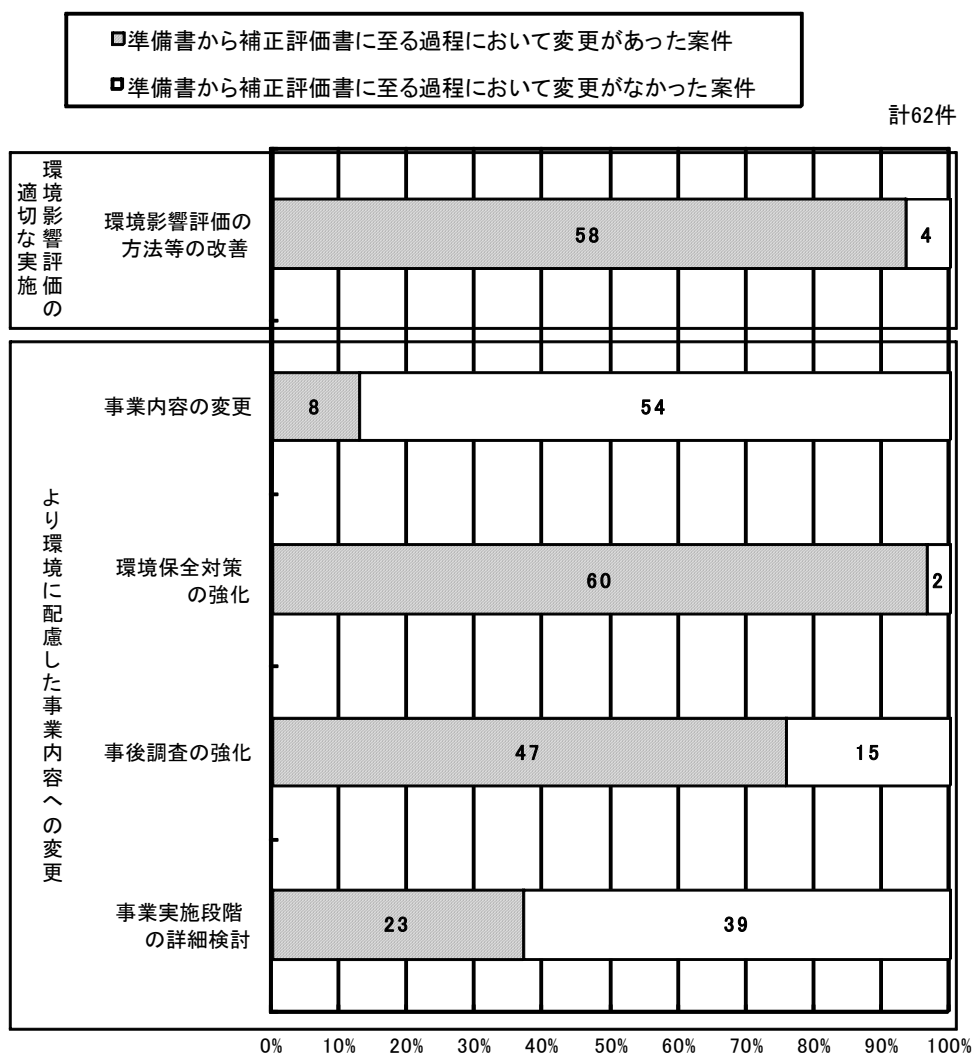 準備書から補正評価書に至る過程において変更があった案件
準備書から補正評価書に至る過程において変更がなかった案件
計62件
環境影響評価の
適切な実施
環境影響評価の
方法等の改善
58
4
より環境に配慮した事業内容への変更
事業内容の変更
8
54
環境保全対策
の強化
60
2
事後調査の強化
47
15
事業実施段階
の詳細検討
23
39
0% 10% 20% 30% 40% 50% 60% 70% 80% 90% 100%